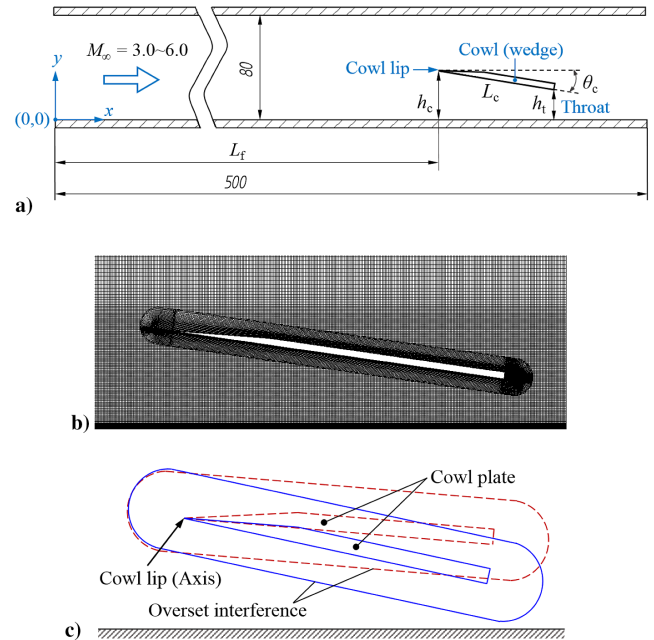 M∞ = 3.0~6.0
y
(0,0)
x
80
Cowl lip
Cowl (wedge)
θc
hc
Lc
ht
Throat
Lf
500
a)
b)
Cowl plate
Cowl lip (Axis)
Overset interference
c)